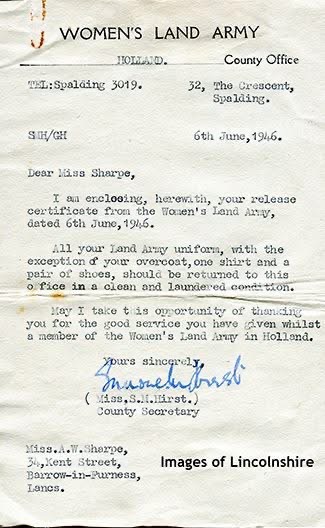 WOMEN'S LAND ARMY
HOLLAND. County Office
TEL:Spalding 3019. 32, The Crescent,
Spalding.
SMH/GH 6th June,1946.
Dear Miss Sharpe,
I am enclosing, herewith, your release
certificate from the Women's Land Army,
dated 6th June,1946.
All your Land Army uniform, with the
exception of your overcoat,one shirt and a
pair of shoes, should be returned to this
office in a clean and laundered condition.
May I take this opportunity of thanking
you for the good service you have given whilst
a member of the Women's Land Army in Holland.
Yours sincerely,
( Miss.S.M.Hirst.)
County Secretary
Miss.A.W.Sharpe,
34,Kent Street,
Barrow-in-Furness,
Lancs.
Images of Lincolnshire